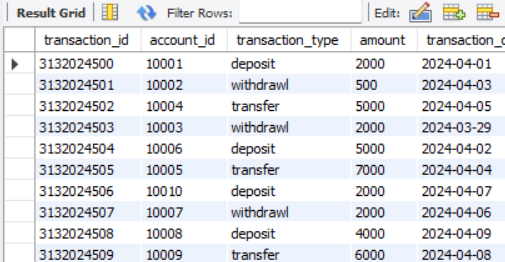 Result Grid Filter Rows: Edit:
transaction_id account_id transaction_type amount transaction_
3132024500 10001 deposit 2000 2024-04-01
3132024501 10002 withdrawl 500 2024-04-03
3132024502 10004 transfer 5000 2024-04-05
3132024503 10003 withdrawl 2000 2024-03-29
3132024504 10006 deposit 5000 2024-04-02
3132024505 10005 transfer 7000 2024-04-04
3132024506 10010 deposit 2000 2024-04-07
3132024507 10007 withdrawl 2000 2024-04-06
3132024508 10008 deposit 4000 2024-04-09
3132024509 10009 transfer 6000 2024-04-08